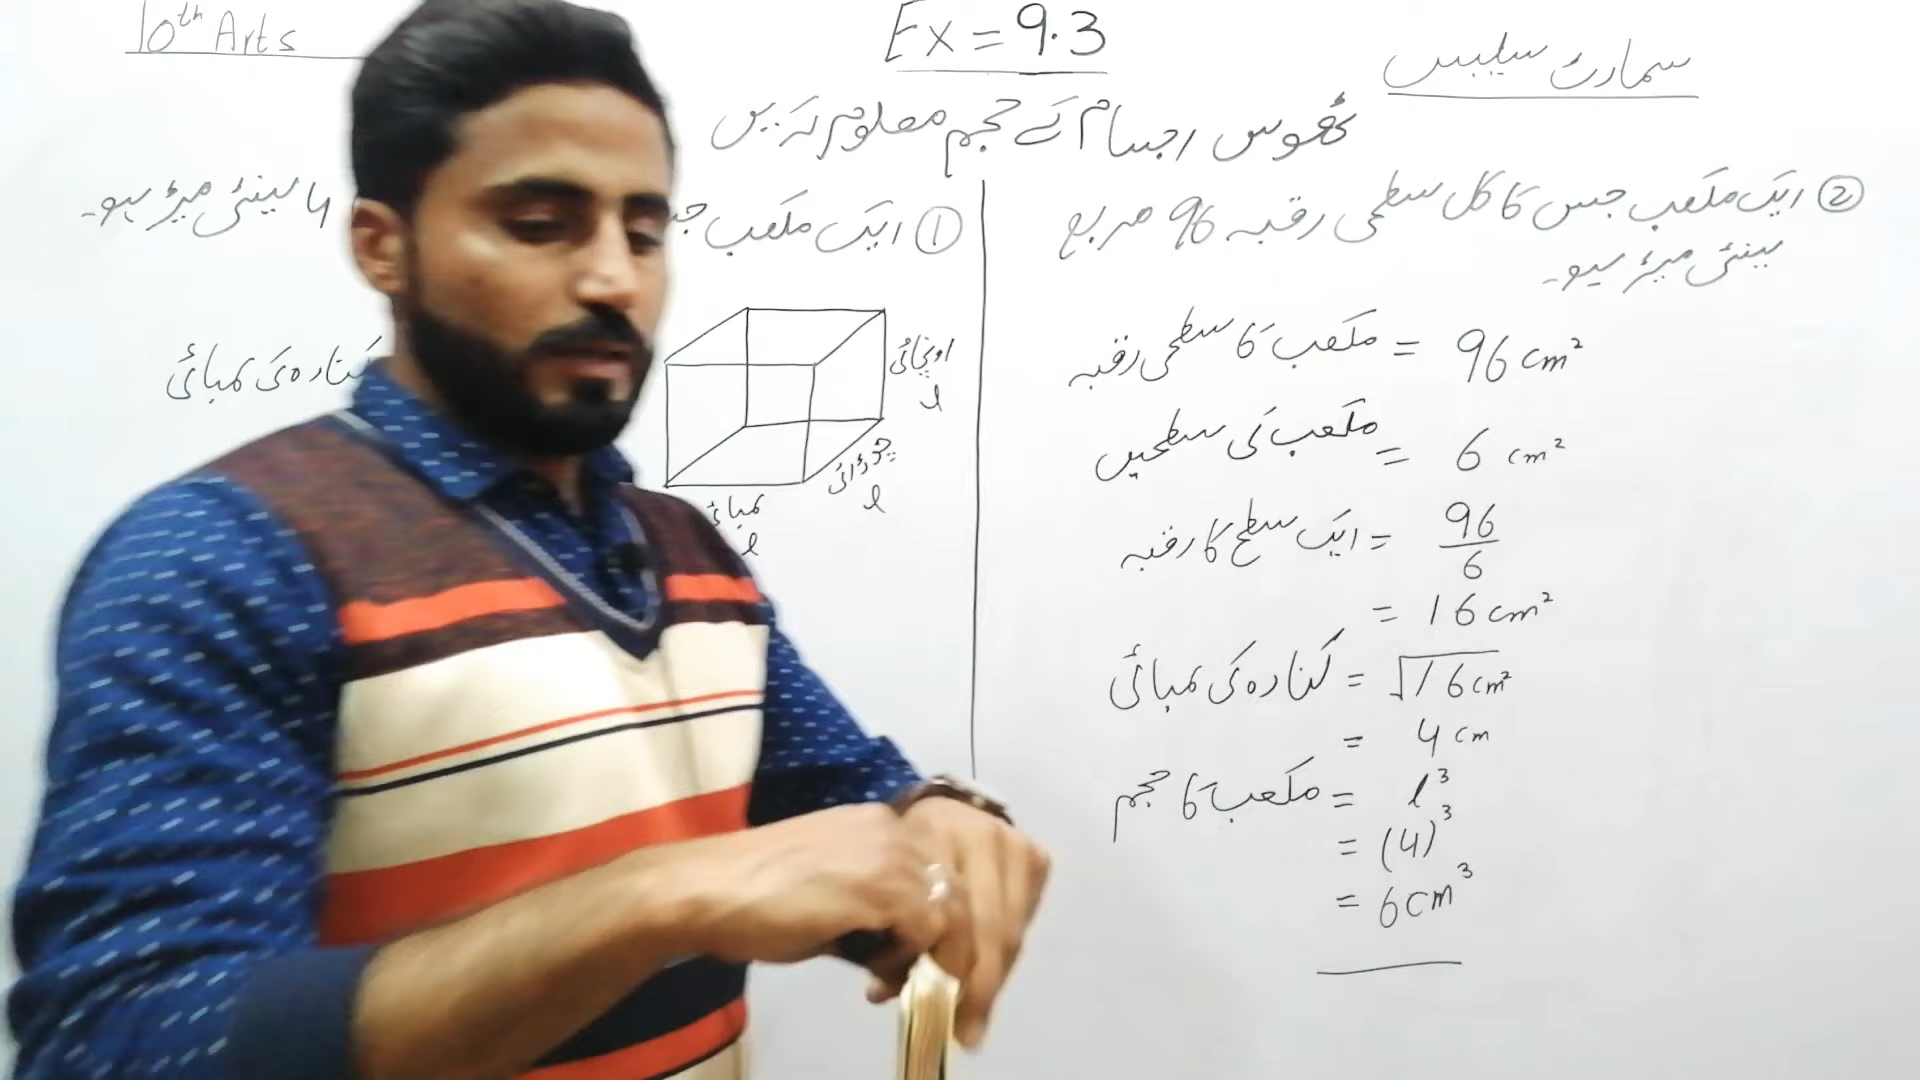 10th Arts
Ex = 9.3
سمارٹ سلیبس
ٹھوس اجسام کے حجم معلوم کریں
① ایک مکعب
4 سینٹی میٹر ہو۔
کنارہ کی لمبائی
اونچائی
l
چوڑائی
l
لمبائی
l
② ایک مکعب جس کا کل سطحی رقبہ 96 مربع
سینٹی میٹر ہو۔
مکعب کا سطحی رقبہ = 96 cm²
مکعب کی سطحیں = 6 cm²
ایک سطح کا رقبہ = 96/6
= 16 cm²
کنارہ کی لمبائی = √16 cm²
= 4 cm
مکعب کا حجم = l³
= (4)³
= 6cm³